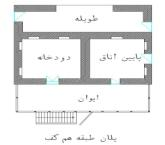 طویله
پایین اتاق
دودخانه
ایوان
پلان طبقه هم کف